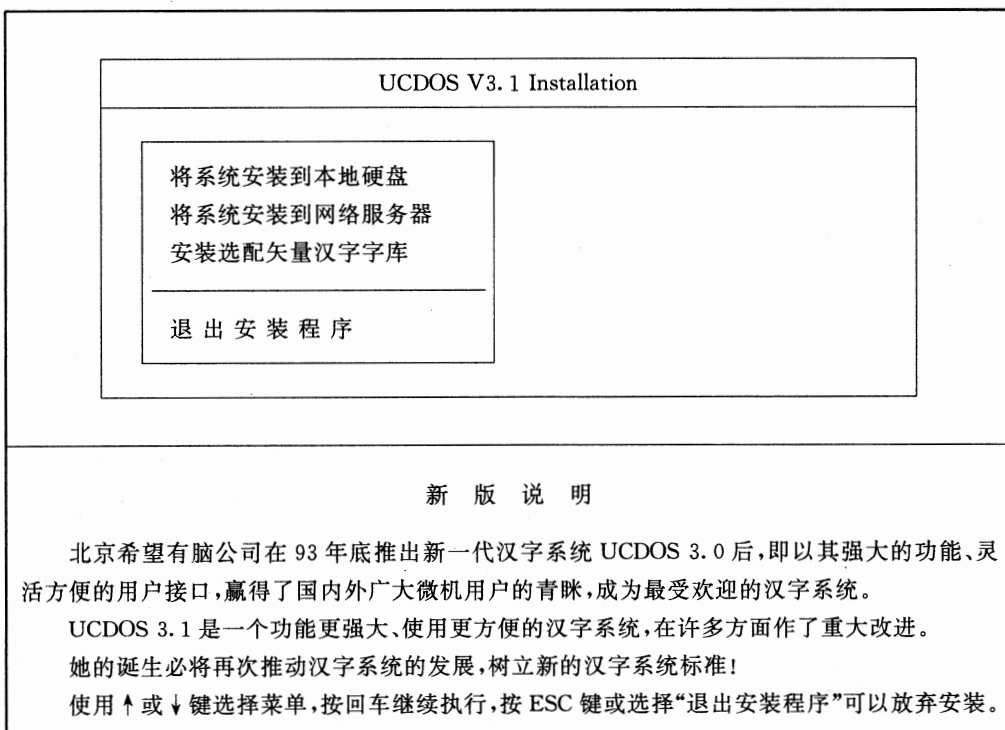 UCDOS V3.1 Installation
将系统安装到本地硬盘
将系统安装到网络服务器
安装选配矢量汉字字库
退出安装程序
新版说明
北京希望有脑公司在 93 年底推出新一代汉字系统 UCDOS 3.0 后,即以其强大的功能、灵
活方便的用户接口,赢得了国内外广大微机用户的青眯,成为最受欢迎的汉字系统。
UCDOS 3.1 是一个功能更强大、使用更方便的汉字系统,在许多方面作了重大改进。
她的诞生必将再次推动汉字系统的发展,树立新的汉字系统标准!
使用↑或↓键选择菜单,按回车继续执行,按 ESC 键或选择“退出安装程序”可以放弃安装。